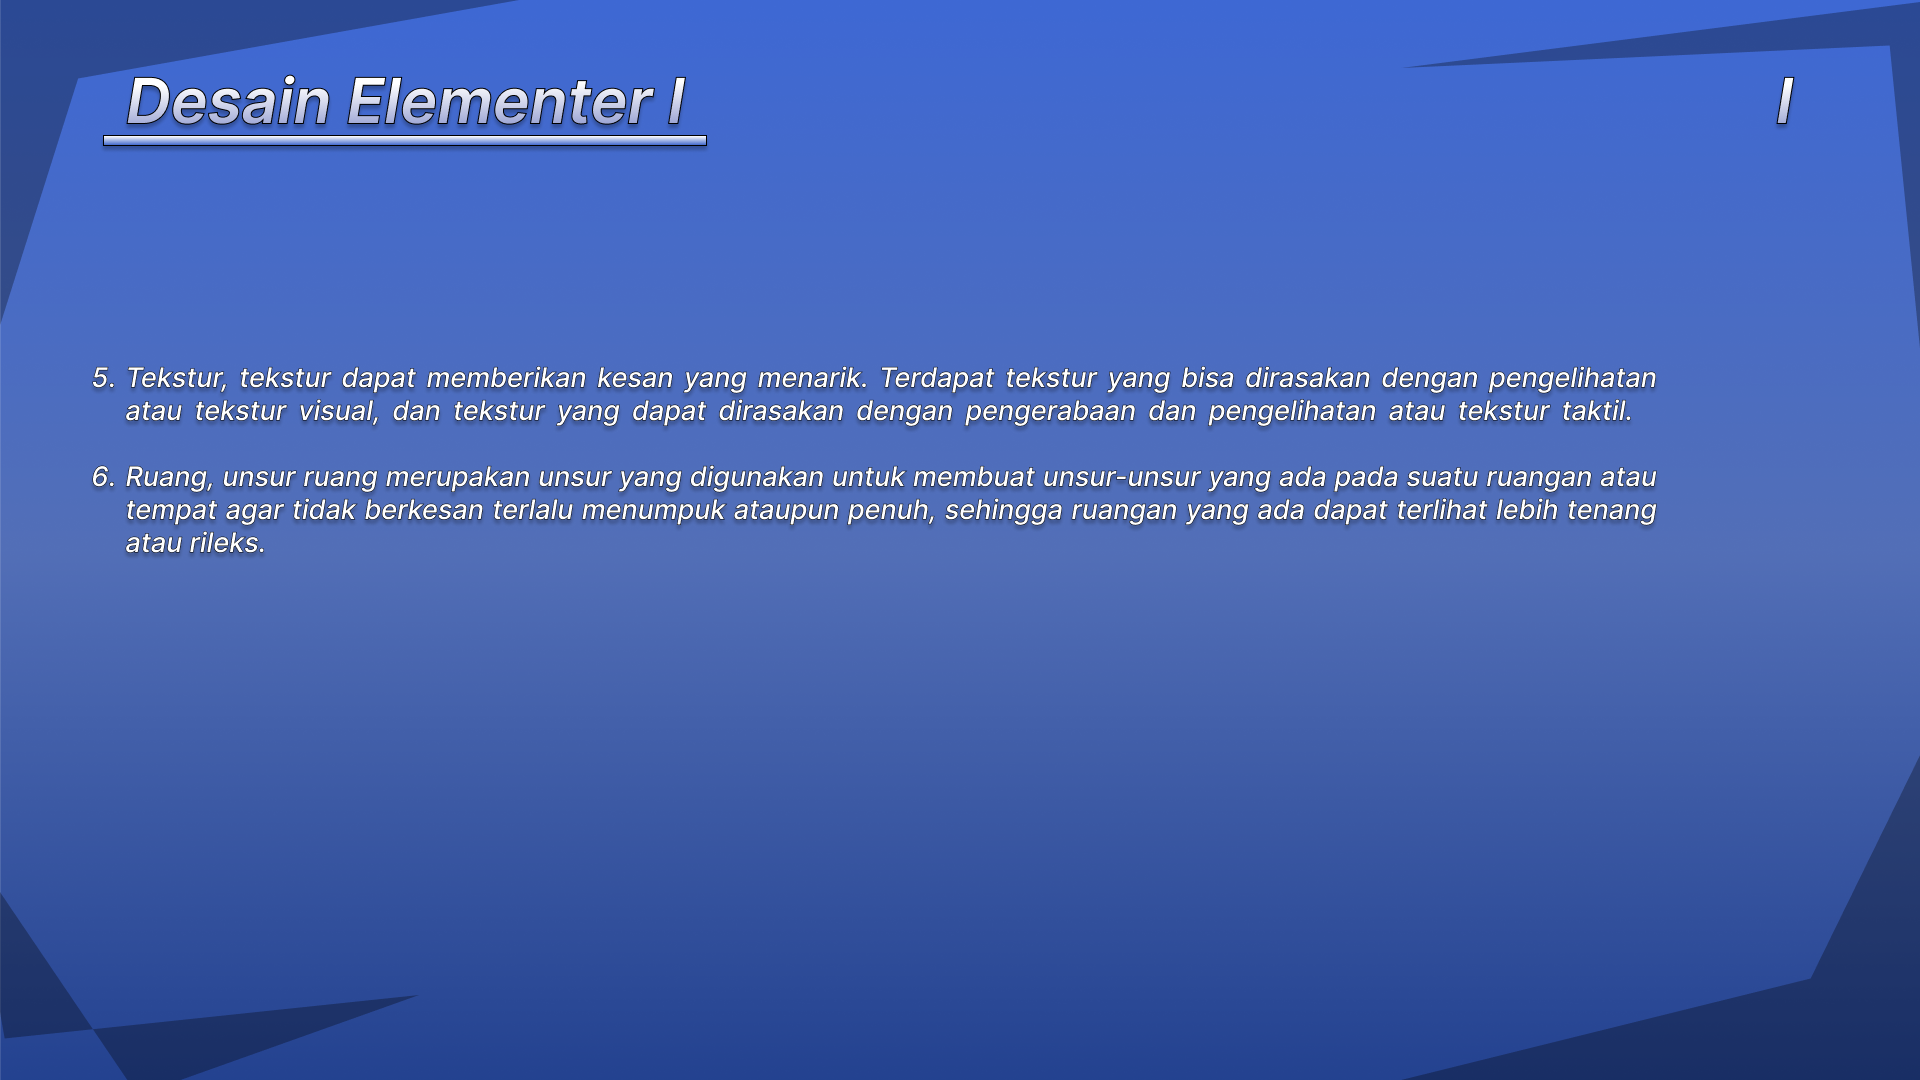 Desain Elementer I
I
5. Tekstur, tekstur dapat memberikan kesan yang menarik. Terdapat tekstur yang bisa dirasakan dengan pengelihatan
atau tekstur visual, dan tekstur yang dapat dirasakan dengan pengerabaan dan pengelihatan atau tekstur taktil.
6. Ruang, unsur ruang merupakan unsur yang digunakan untuk membuat unsur-unsur yang ada pada suatu ruangan atau
tempat agar tidak berkesan terlalu menumpuk ataupun penuh, sehingga ruangan yang ada dapat terlihat lebih tenang
atau rileks.